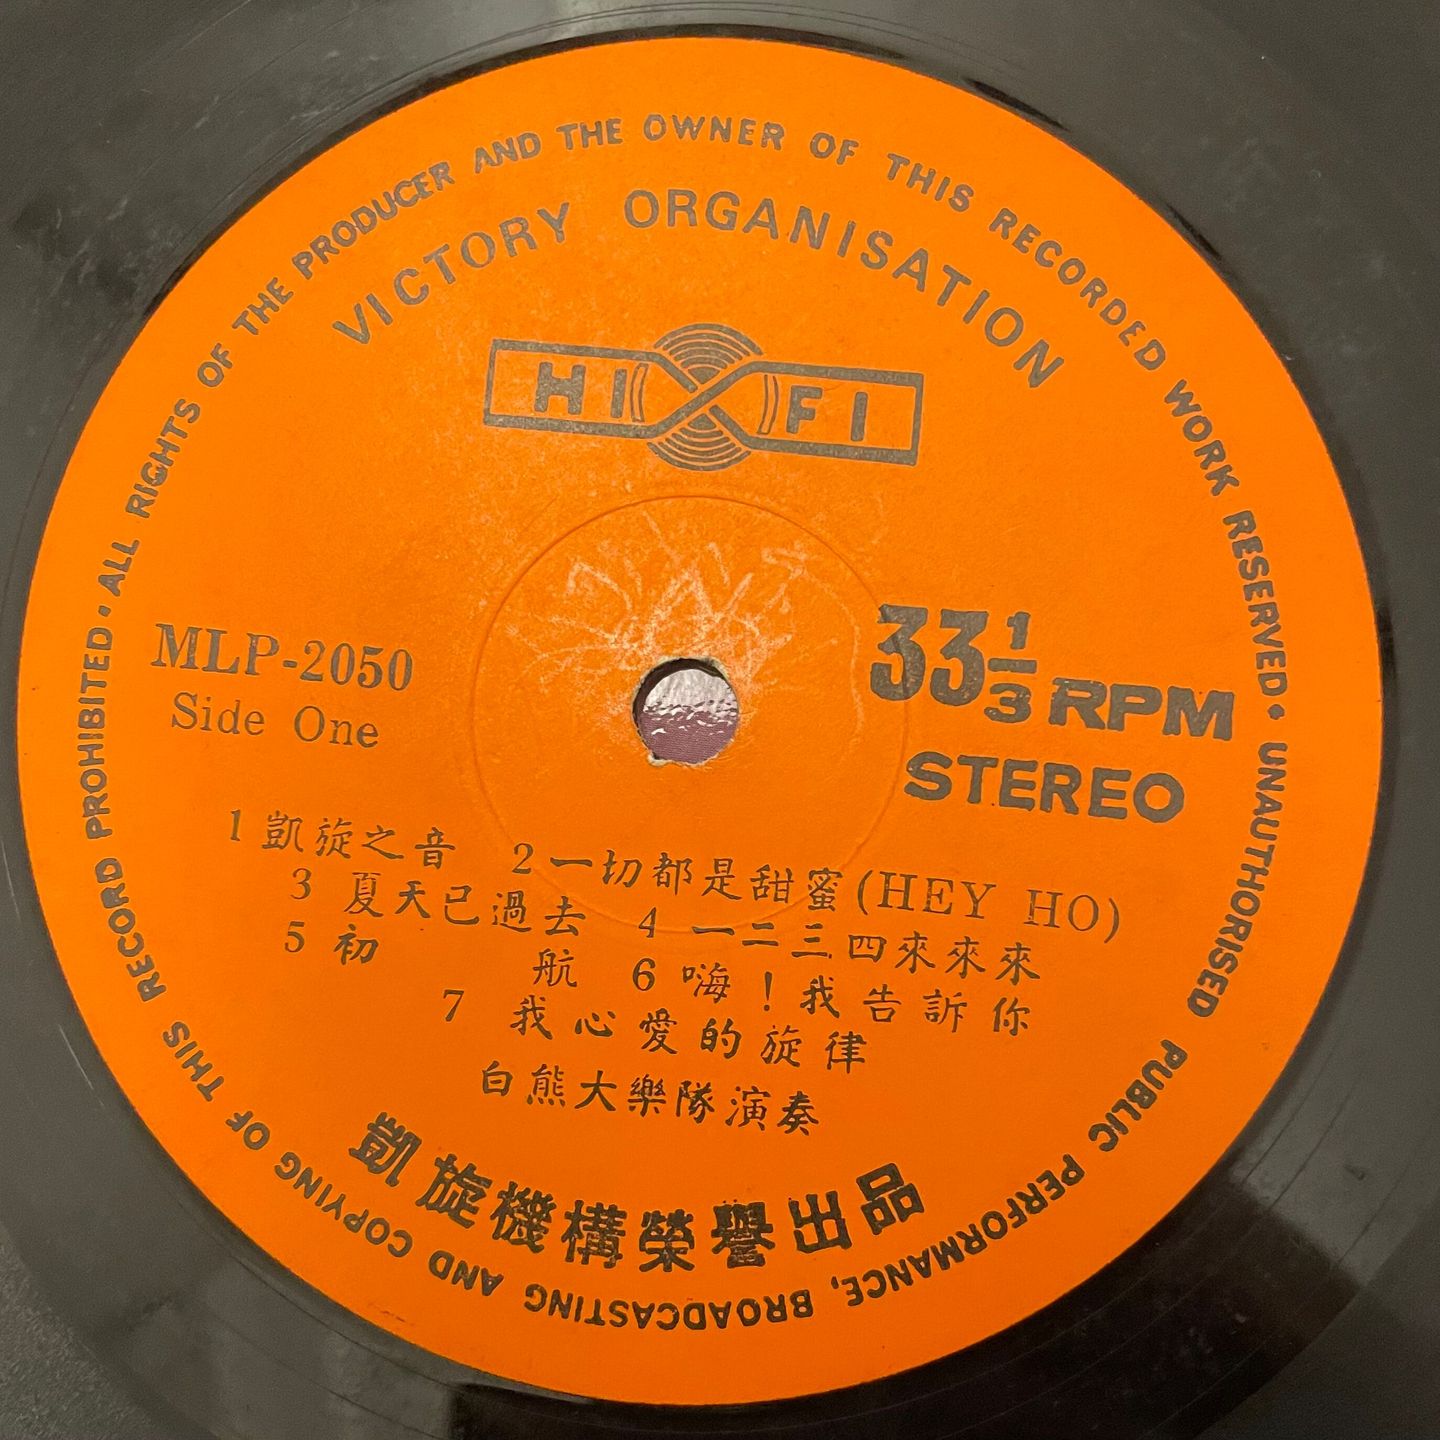 ALL RIGHTS OF THE PRODUCER AND THE OWNER OF THIS RECORDED WORK RESERVED • UNAUTHORISED PUBLIC PERFORMANCE, BROADCASTING AND COPYING OF THIS RECORD PROHIBITED •
VICTORY ORGANISATION
HI FI
MLP-2050
Side One
33 1/3 RPM
STEREO
1 凱旋之音 2 一切都是甜蜜(HEY HO)
3 夏天已過去 4 一二三四來來來
5 初 航 6 嗨！我告訴你
7 我心愛的旋律
白熊大樂隊演奏
凱旋機構榮譽出品